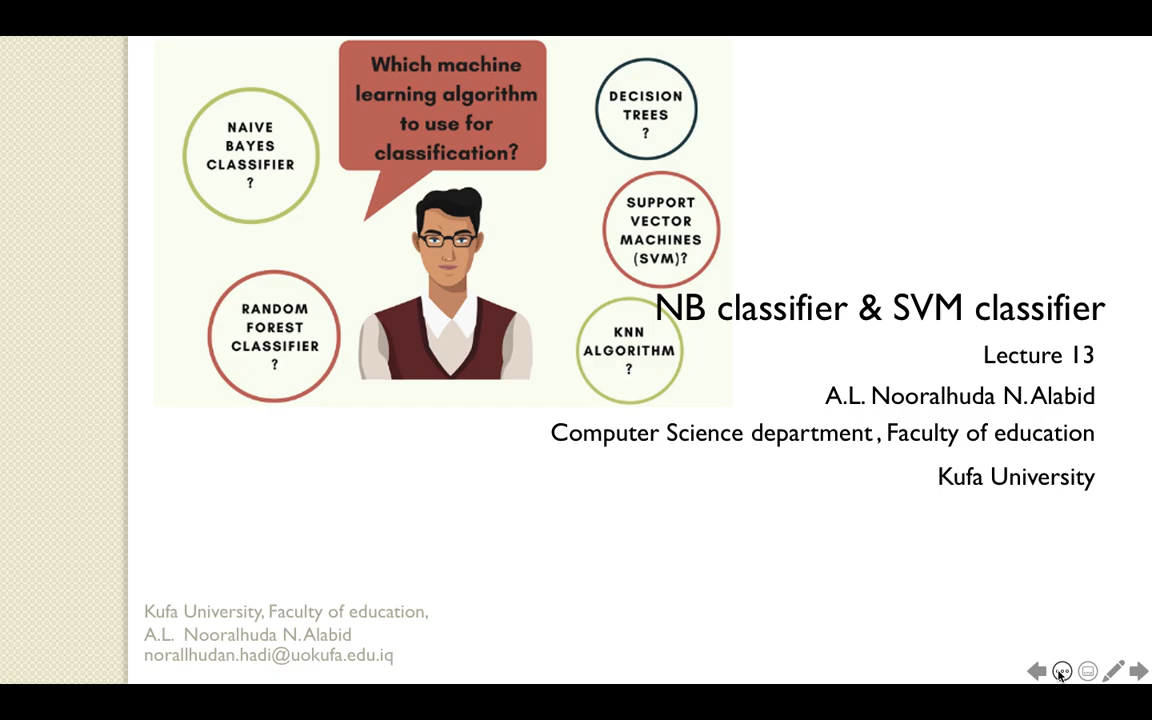 Which machine
learning algorithm
to use for
classification?
NAIVE
BAYES
CLASSIFIER
?
DECISION
TREES
?
SUPPORT
VECTOR
MACHINES
(SVM)?
RANDOM
FOREST
CLASSIFIER
?
KNN
ALGORITHM
?
NB classifier & SVM classifier
Lecture 13
A.L. Nooralhuda N. Alabid
Computer Science department , Faculty of education
Kufa University
Kufa University, Faculty of education,
A.L. Nooralhuda N. Alabid
norallhudan.hadi@uokufa.edu.iq